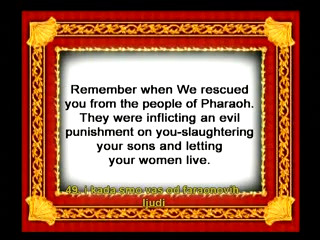 Remember when We rescued
you from the people of Pharaoh.
They were inflicting an evil
punishment on you-slaughtering
your sons and letting
your women live.
49. I kada smo vas od faraonovih
ljudi